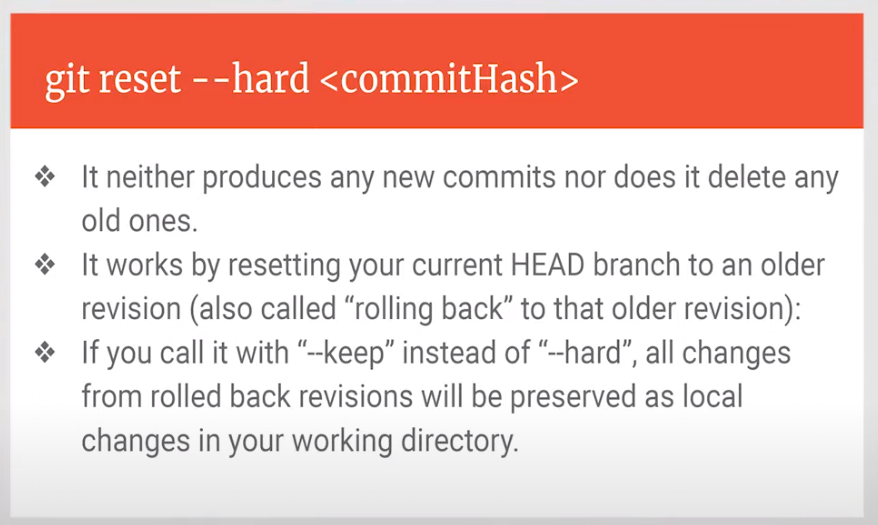 git reset --hard <commitHash>
❖ It neither produces any new commits nor does it delete any
old ones.
❖ It works by resetting your current HEAD branch to an older
revision (also called “rolling back” to that older revision):
❖ If you call it with “--keep” instead of “--hard”, all changes
from rolled back revisions will be preserved as local
changes in your working directory.